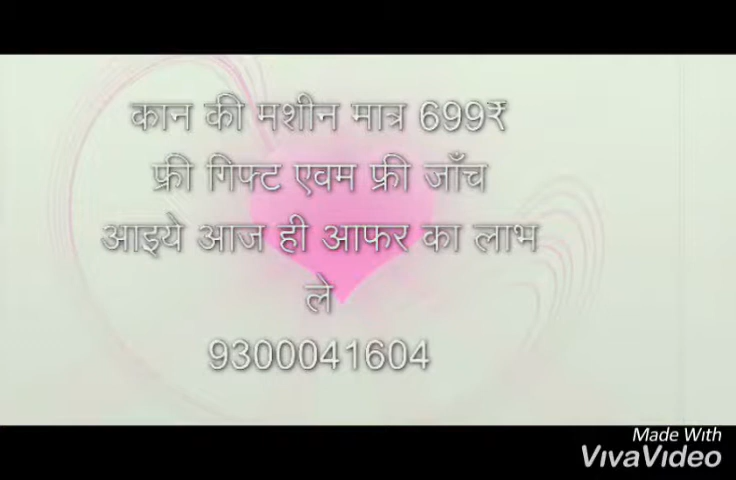 कान की मशीन मात्र 699₹
फ्री गिफ्ट एवम फ्री जाँच
आइये आज ही आफर का लाभ
ले
9300041604
Made With
VivaVideo